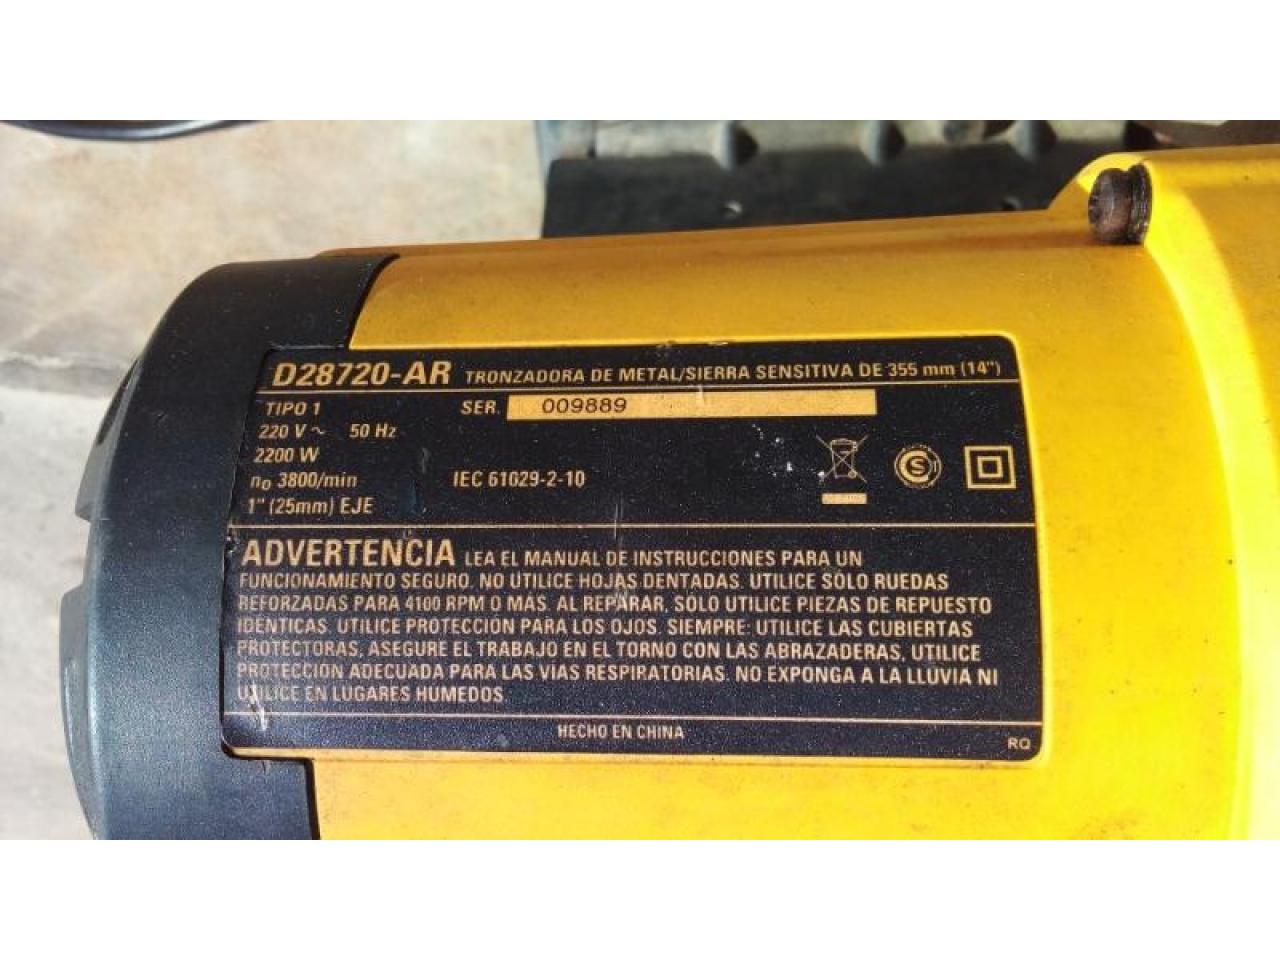 D28720-AR TRONZADORA DE METAL/SIERRA SENSITIVA DE 355 mm (14")
TIPO 1 SER. 009889
220 V ~ 50 Hz
2200 W
n₀ 3800/min IEC 61029-2-10
1" (25mm) EJE
ADVERTENCIA LEA EL MANUAL DE INSTRUCCIONES PARA UN
FUNCIONAMIENTO SEGURO. NO UTILICE HOJAS DENTADAS. UTILICE SÓLO RUEDAS
REFORZADAS PARA 4100 RPM O MÁS. AL REPARAR, SÓLO UTILICE PIEZAS DE REPUESTO
IDÉNTICAS. UTILICE PROTECCIÓN PARA LOS OJOS. SIEMPRE: UTILICE LAS CUBIERTAS
PROTECTORAS, ASEGURE EL TRABAJO EN EL TORNO CON LAS ABRAZADERAS, UTILICE
PROTECCIÓN ADECUADA PARA LAS VÍAS RESPIRATORIAS. NO EXPONGA A LA LLUVIA NI
UTILICE EN LUGARES HUMEDOS.
HECHO EN CHINA
RQ